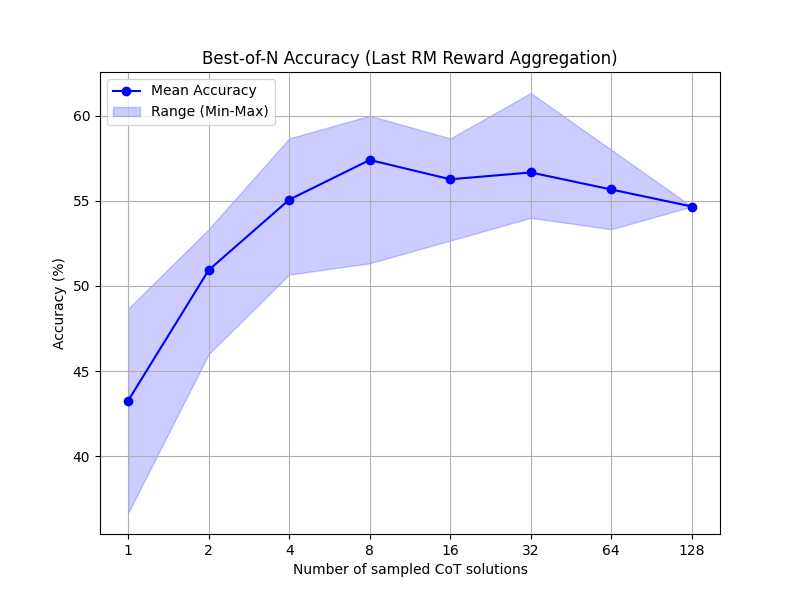 Best-of-N Accuracy (Last RM Reward Aggregation)
Mean Accuracy
Range (Min-Max)
Accuracy (%)
60
55
50
45
40
1 2 4 8 16 32 64 128
Number of sampled CoT solutions